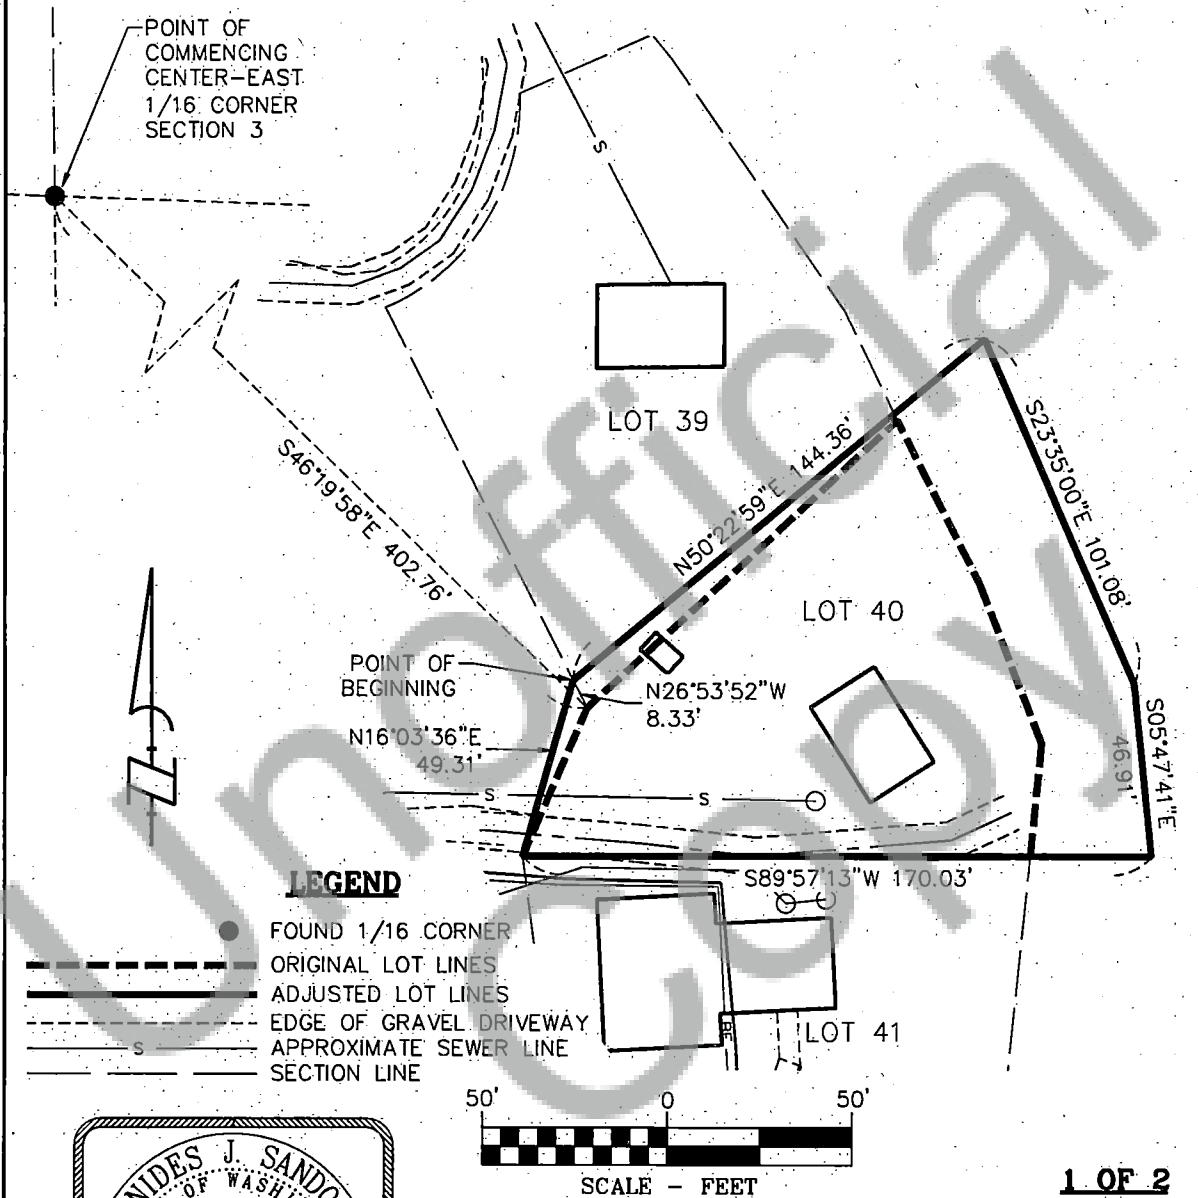 POINT OF
COMMENCING
CENTER-EAST
1/16 CORNER
SECTION 3
S
LOT 39
S46°19'58"E 402.76'
N50°22'59"E 144.36'
S23°35'00"E 101.08'
LOT 40
POINT OF
BEGINNING
N26°53'52"W
8.33'
N16°03'36"E
49.31'
S05°47'41"E
46.91'
S
S
S89°57'13"W 170.03'
LEGEND
FOUND 1/16 CORNER
ORIGINAL LOT LINES
ADJUSTED LOT LINES
EDGE OF GRAVEL DRIVEWAY
S
APPROXIMATE SEWER LINE
SECTION LINE
LOT 41
50' 0 50'
SCALE - FEET
NIDES J. SANDO
OF WASHI
1 OF 2
Unofficial
Copy